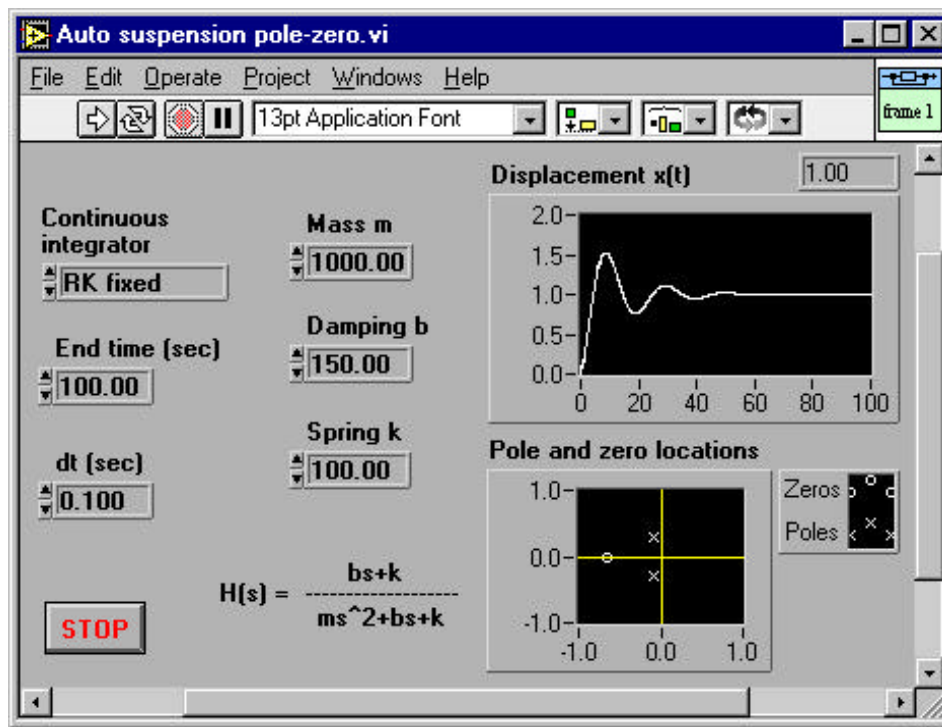 Auto suspension pole-zero.vi
File Edit Operate Project Windows Help
frame 1
13pt Application Font
Continuous
integrator
RK fixed
End time (sec)
100.00
dt (sec)
0.100
STOP
Mass m
1000.00
Damping b
150.00
Spring k
100.00
H(s) =
bs+k
----------------
ms^2+bs+k
Displacement x(t)
1.00
2.0
1.5
1.0
0.5
0.0
0 20 40 60 80 100
Pole and zero locations
1.0
0.0
-1.0
-1.0 0.0 1.0
Zeros
Poles